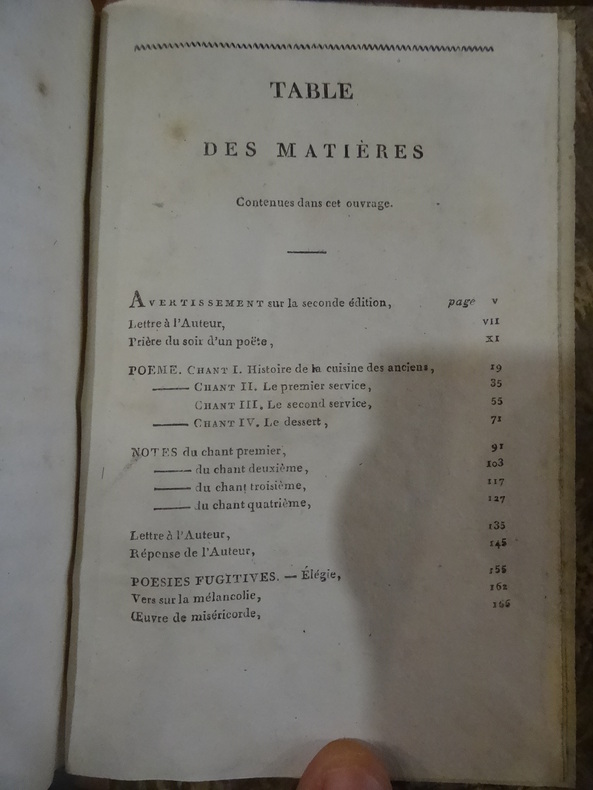 TABLE
DES MATIÈRES
Contenues dans cet ouvrage.
AVERTISSEMENT sur la seconde édition, page v
Lettre à l'Auteur, VII
Prière du soir d'un poëte, XI
POEME. CHANT I. Histoire de la cuisine des anciens, 19
—— CHANT II. Le premier service, 35
CHANT III. Le second service, 55
—— CHANT IV. Le dessert, 71
NOTES du chant premier, 91
—— du chant deuxième, 103
—— du chant troisième, 117
—— du chant quatrième, 127
Lettre à l'Auteur, 135
Réponse de l'Auteur, 145
POESIES FUGITIVES. — Élégie, 155
Vers sur la mélancolie, 162
Œuvre de miséricorde, 166